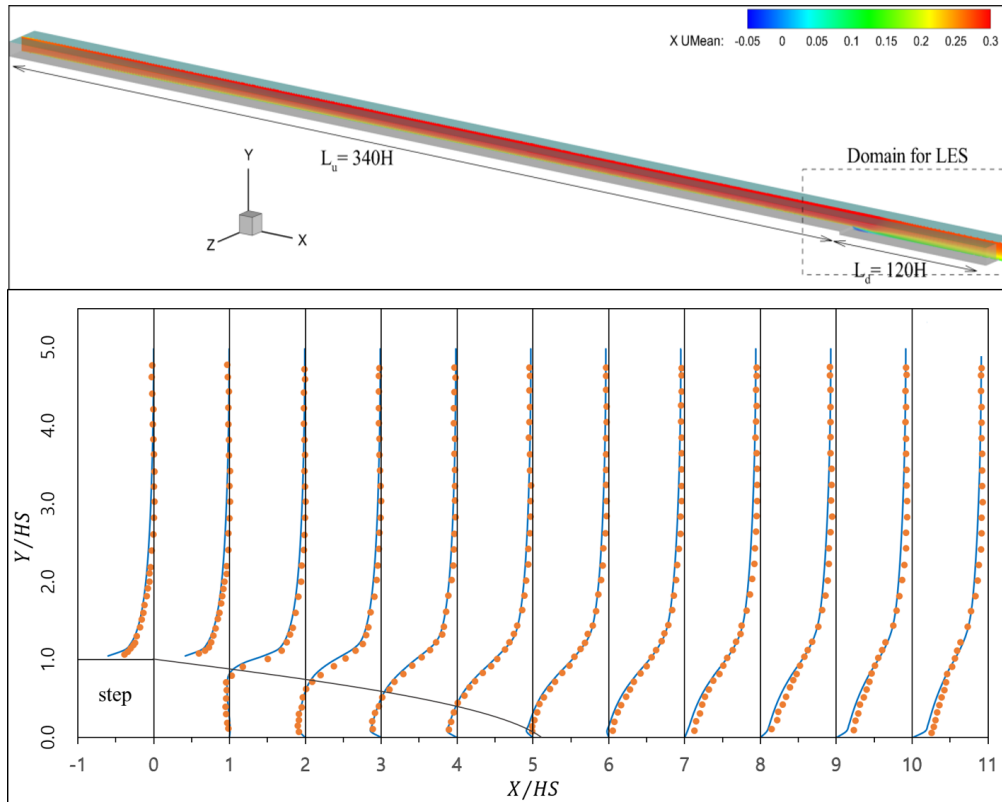 X UMean: -0.05 0 0.05 0.1 0.15 0.2 0.25 0.3
L_u = 340H
Domain for LES
Y
Z X
L_d = 120H
5.0
4.0
3.0
2.0
1.0
0.0
Y/HS
step
-1 0 1 2 3 4 5 6 7 8 9 10 11
X/HS